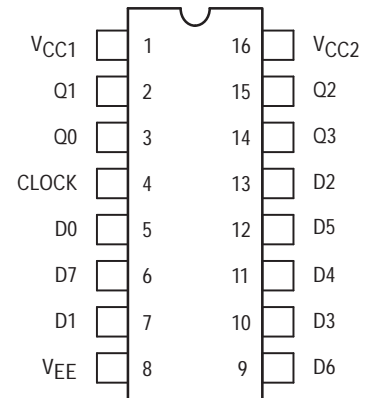 VCC1 1 16 VCC2
Q1 2 15 Q2
Q0 3 14 Q3
CLOCK 4 13 D2
D0 5 12 D5
D7 6 11 D4
D1 7 10 D3
VEE 8 9 D6